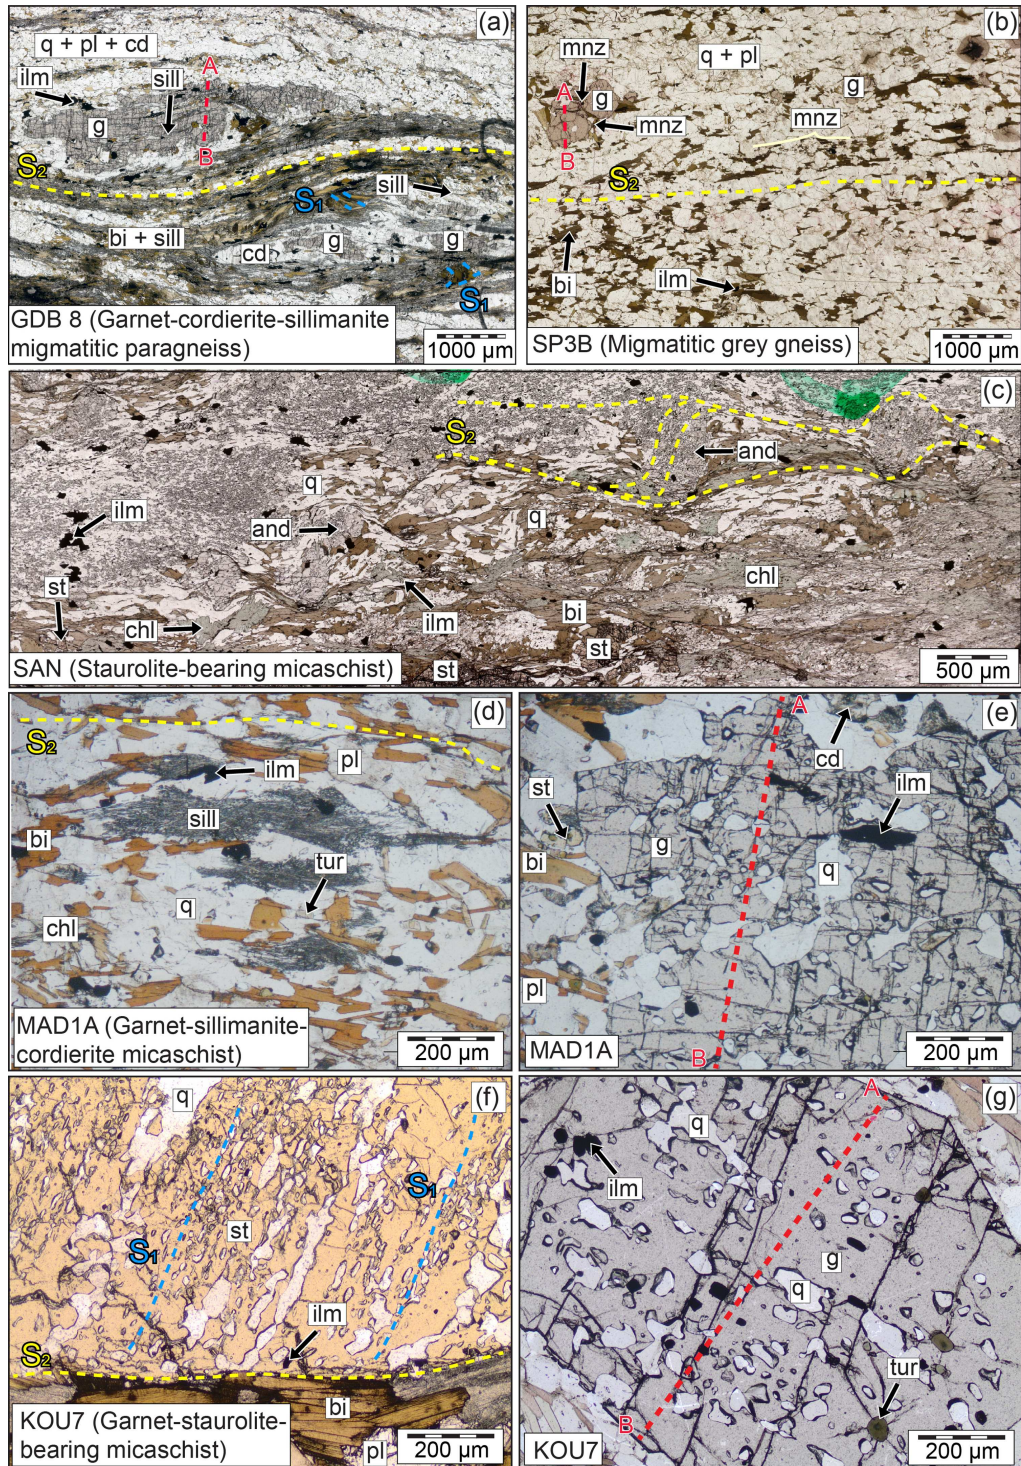 (a)
q + pl + cd
ilm
sill
A
g
B
S2
sill
S1
bi + sill
cd
g
g
S1
GDB 8 (Garnet-cordierite-sillimanite
migmatitic paragneiss)
1000 µm
(b)
mnz
q + pl
A
g
g
mnz
mnz
B
S2
bi
ilm
SP3B (Migmatitic grey gneiss)
1000 µm
(c)
S2
and
q
ilm
and
q
st
chl
chl
ilm
bi
st
st
SAN (Staurolite-bearing micaschist)
500 µm
(d)
S2
pl
ilm
sill
bi
tur
q
chl
MAD1A (Garnet-sillimanite-
cordierite micaschist)
200 µm
(e)
A
cd
st
ilm
bi
g
q
pl
B
MAD1A
200 µm
(f)
q
S1
st
S1
ilm
S2
bi
KOU7 (Garnet-staurolite-
bearing micaschist)
pl
200 µm
(g)
A
q
ilm
g
q
tur
B
KOU7
200 µm